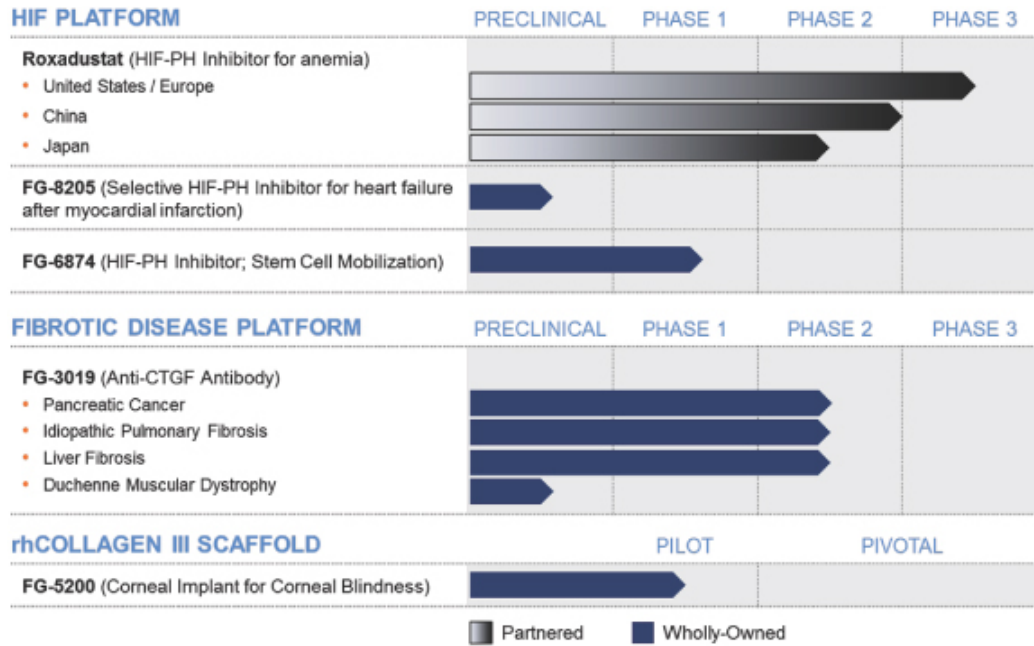 HIF PLATFORM PRECLINICAL PHASE 1 PHASE 2 PHASE 3
Roxadustat (HIF-PH Inhibitor for anemia)
• United States / Europe
• China
• Japan
FG-8205 (Selective HIF-PH Inhibitor for heart failure
after myocardial infarction)
FG-6874 (HIF-PH Inhibitor; Stem Cell Mobilization)
FIBROTIC DISEASE PLATFORM PRECLINICAL PHASE 1 PHASE 2 PHASE 3
FG-3019 (Anti-CTGF Antibody)
• Pancreatic Cancer
• Idiopathic Pulmonary Fibrosis
• Liver Fibrosis
• Duchenne Muscular Dystrophy
rhCOLLAGEN III SCAFFOLD PILOT PIVOTAL
FG-5200 (Corneal Implant for Corneal Blindness)
Partnered Wholly-Owned